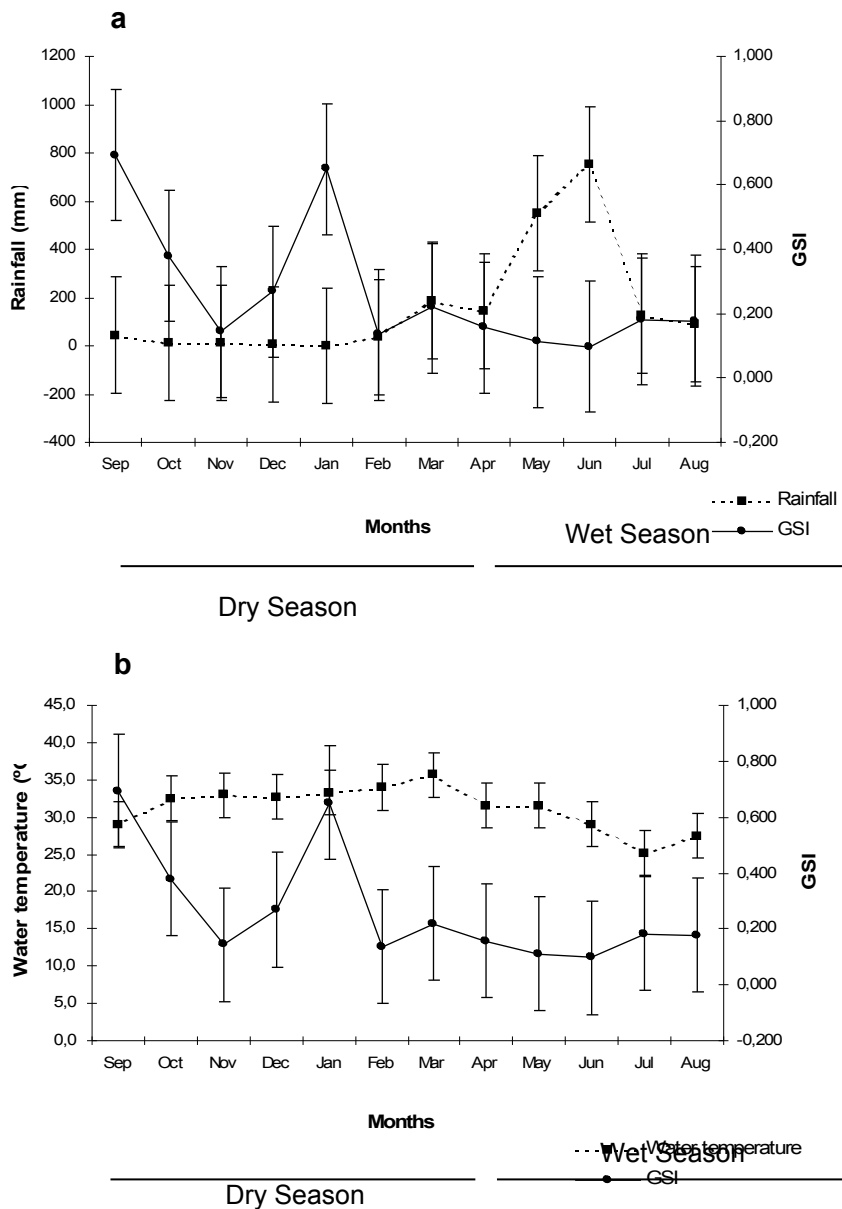 a
1200
1000
800
600
400
200
0
-200
-400
Rainfall (mm)
1,000
0,800
0,600
0,400
0,200
0,000
-0,200
GSI
Sep Oct Nov Dec Jan Feb Mar Apr May Jun Jul Aug
Months
Rainfall
GSI
Wet Season
Dry Season
b
45,0
40,0
35,0
30,0
25,0
20,0
15,0
10,0
5,0
0,0
Water temperature (ºC
1,000
0,800
0,600
0,400
0,200
0,000
-0,200
GSI
Sep Oct Nov Dec Jan Feb Mar Apr May Jun Jul Aug
Months
Water temperature
GSI
Wet Season
Dry Season